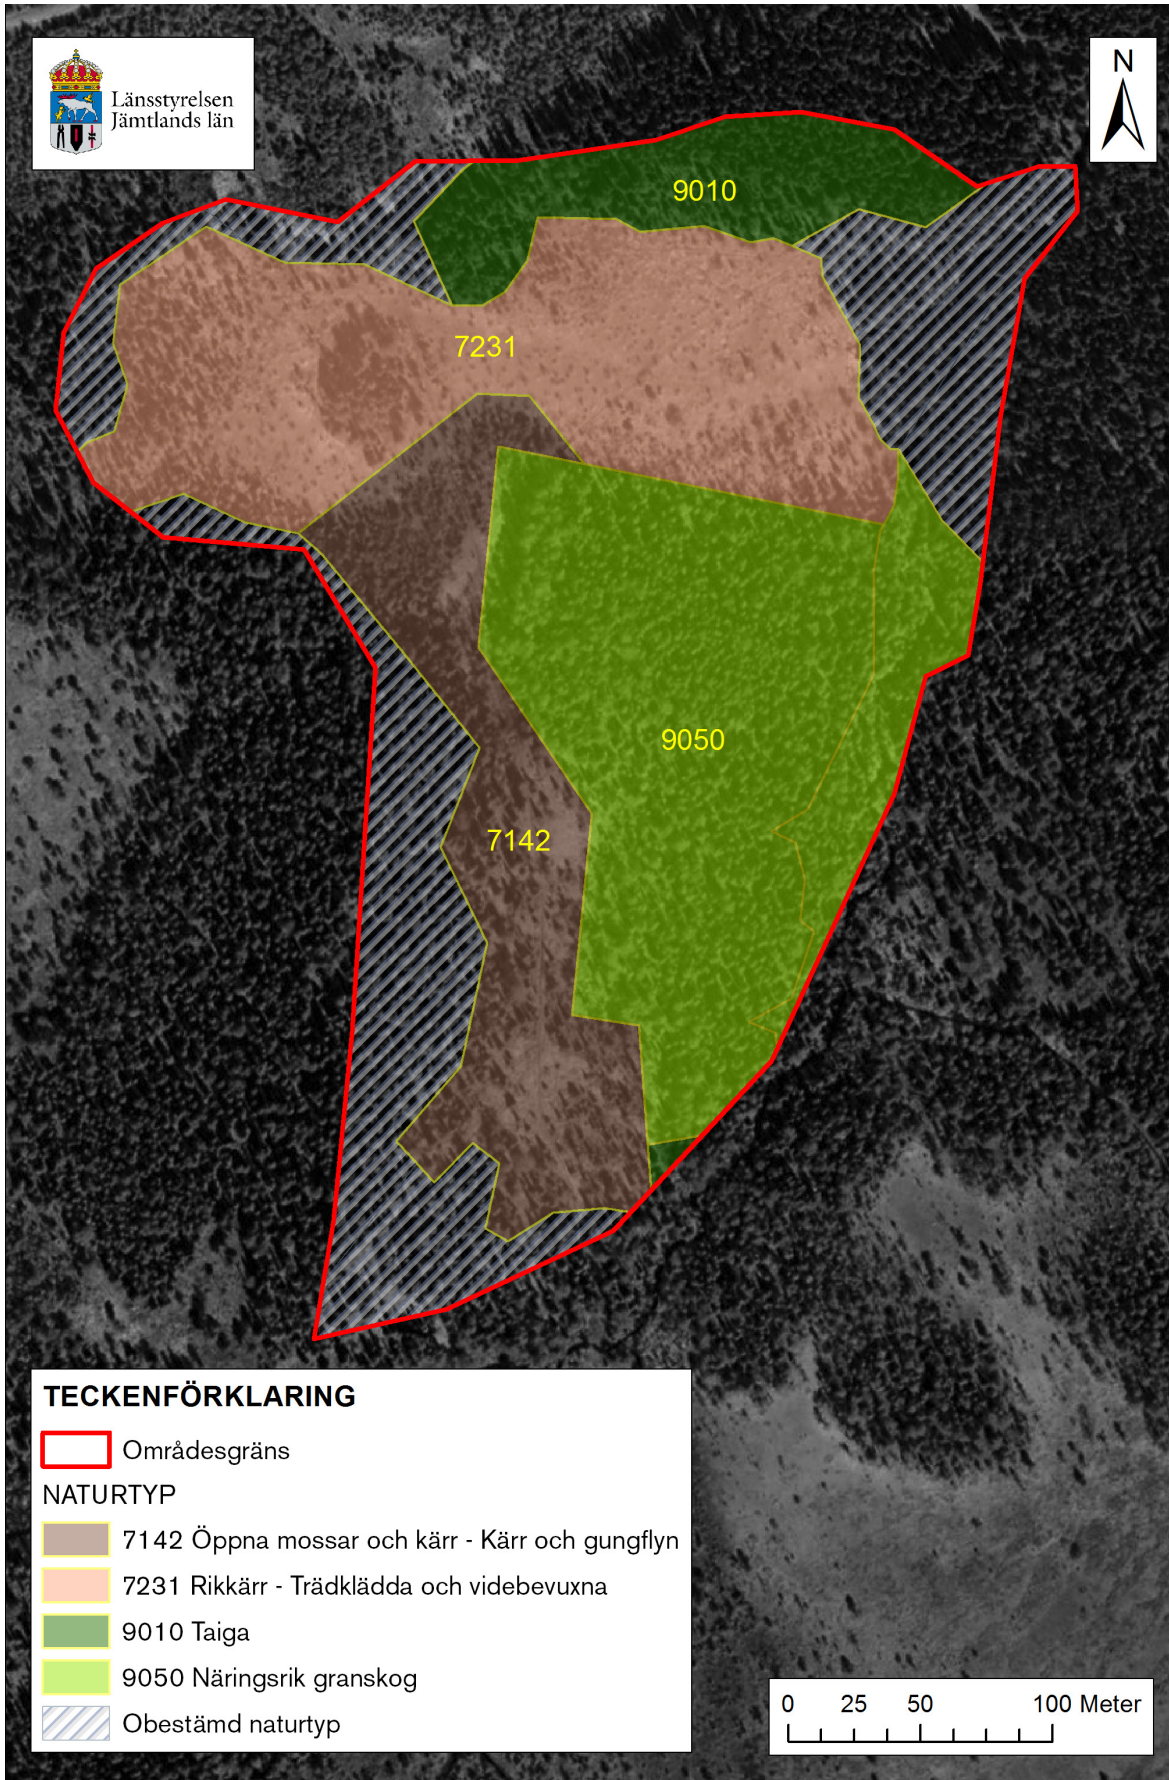 Länsstyrelsen
Jämtlands län
N
9010
7231
9050
7142
TECKENFÖRKLARING
Områdesgräns
NATURTYP
7142 Öppna mossar och kärr - Kärr och gungflyn
7231 Rikkärr - Trädklädda och videbevuxna
9010 Taiga
9050 Näringsrik granskog
Obestämd naturtyp
0 25 50 100 Meter